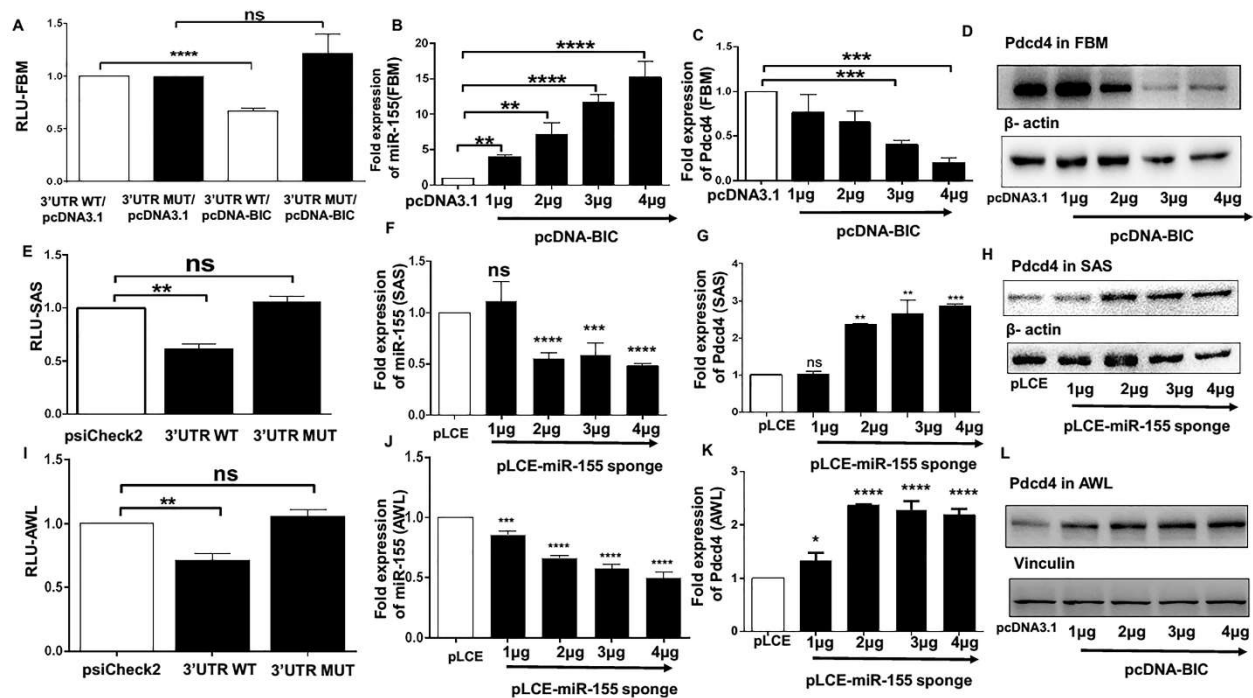 A
RLU-FBM
1.5
1.0
0.5
0.0
****
ns
3'UTR WT/
pcDNA3.1
3'UTR MUT/
pcDNA3.1
3'UTR WT/
pcDNA-BIC
3'UTR MUT/
pcDNA-BIC
B
Fold expression
of miR-155(FBM)
20
15
10
5
0
****
****
**
**
pcDNA3.1
1µg
2µg
3µg
4µg
pcDNA-BIC
C
Fold expression
of Pdcd4 (FBM)
1.5
1.0
0.5
0.0
***
***
pcDNA3.1
1µg
2µg
3µg
4µg
pcDNA-BIC
D
Pdcd4 in FBM
β- actin
pcDNA3.1
1µg
2µg
3µg
4µg
pcDNA-BIC
E
RLU-SAS
1.5
1.0
0.5
0.0
ns
**
psiCheck2
3'UTR WT
3'UTR MUT
F
Fold expression
of miR-155 (SAS)
1.5
1.0
0.5
0.0
ns
****
***
****
pLCE
1µg
2µg
3µg
4µg
pLCE-miR-155 sponge
G
Fold expression
of Pdcd4 (SAS)
4
3
2
1
0
ns
**
**
***
pLCE
1µg
2µg
3µg
4µg
pLCE-miR-155 sponge
H
Pdcd4 in SAS
β- actin
pLCE
1µg
2µg
3µg
4µg
pLCE-miR-155 sponge
I
RLU-AWL
1.5
1.0
0.5
0.0
ns
**
psiCheck2
3'UTR WT
3'UTR MUT
J
Fold expression
of miR-155 (AWL)
1.5
1.0
0.5
0.0
***
****
****
****
pLCE
1µg
2µg
3µg
4µg
pLCE-miR-155 sponge
K
Fold expression
of Pdcd4 (AWL)
3
2
1
0
*
****
****
****
pLCE
1µg
2µg
3µg
4µg
pLCE-miR-155 sponge
L
Pdcd4 in AWL
Vinculin
pcDNA3.1
1µg
2µg
3µg
4µg
pcDNA-BIC